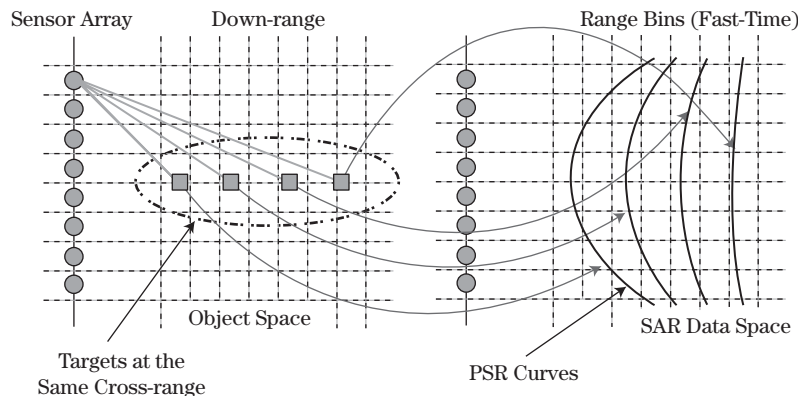 Sensor Array
Down-range
Range Bins (Fast-Time)
Object Space
SAR Data Space
Targets at the
Same Cross-range
PSR Curves